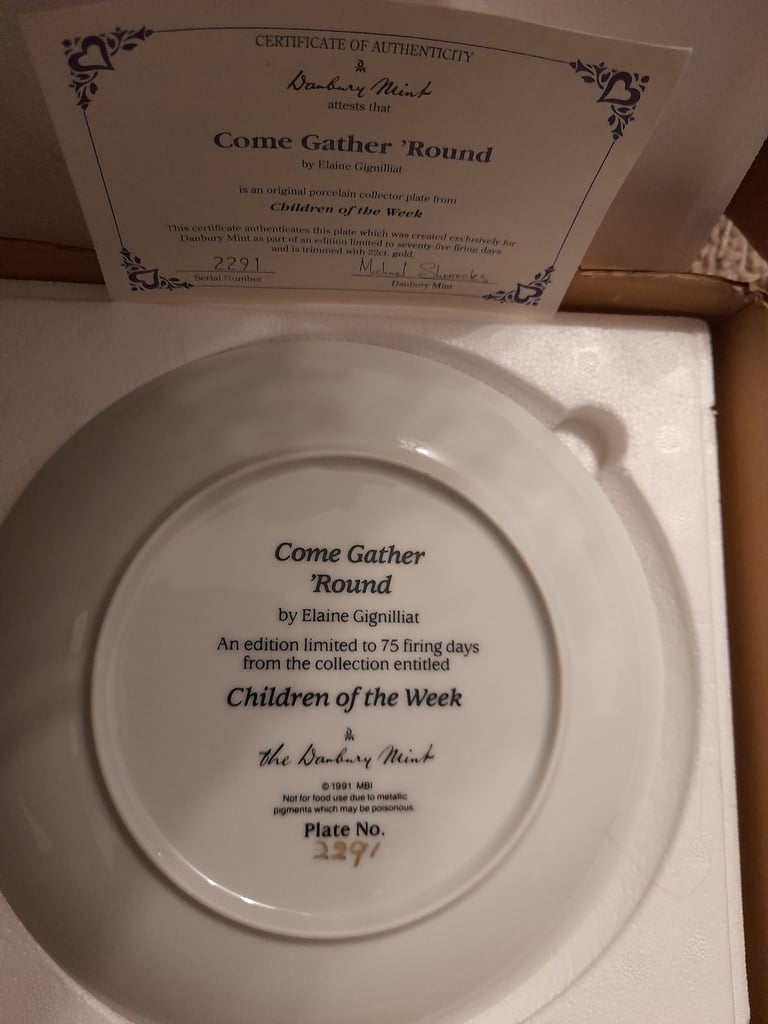 CERTIFICATE OF AUTHENTICITY
Danbury Mint
attests that
Come Gather 'Round
by Elaine Gignilliat
is an original porcelain collector plate from
Children of the Week
This certificate authenticates this plate which was created exclusively for
Danbury Mint as part of an edition limited to seventy five firing days
and is trimmed with 22ct. gold.
2291 Michael
Serial Number Danbury Mint
Come Gather
'Round
by Elaine Gignilliat
An edition limited to 75 firing days
from the collection entitled
Children of the Week
the Danbury Mint
© 1991 MBI
Not for food use due to metallic
pigments which may be poisonous.
Plate No.
2291